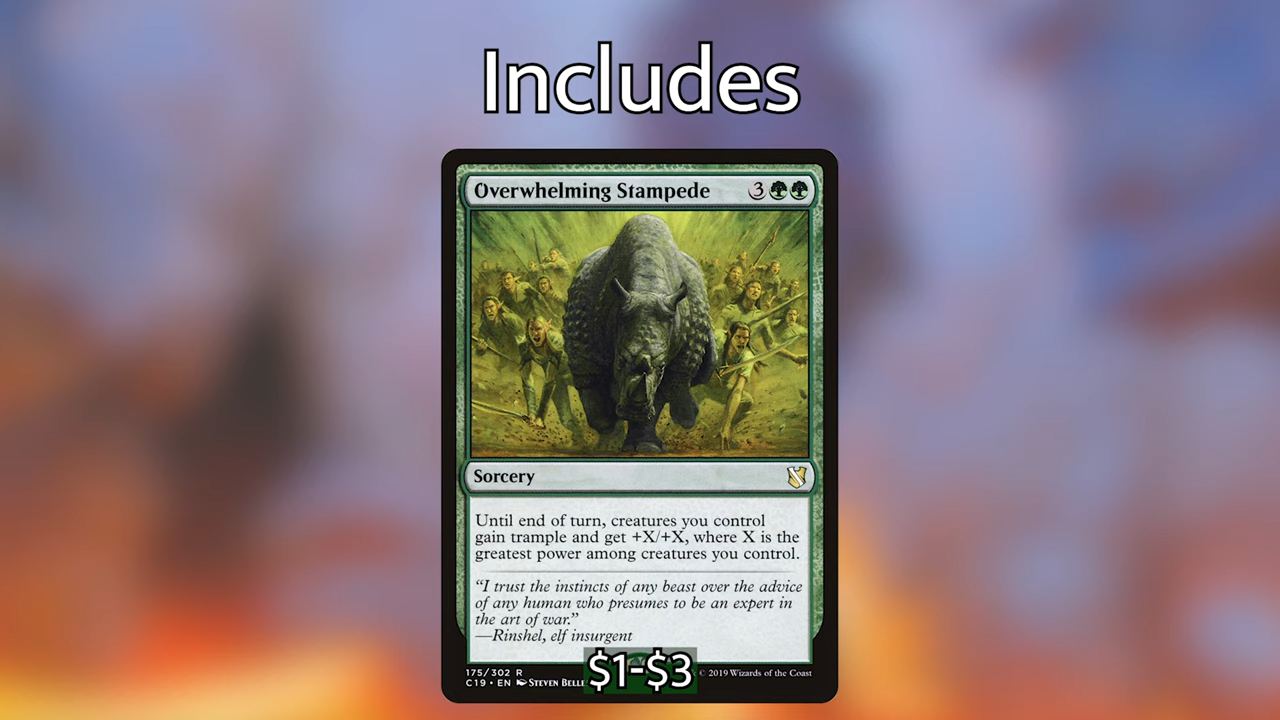 Includes
Overwhelming Stampede 3
Sorcery
Until end of turn, creatures you control
gain trample and get +X/+X, where X is the
greatest power among creatures you control.
“I trust the instincts of any beast over the advice
of any human who presumes to be an expert in
the art of war.”
—Rinshel, elf insurgent
175/302 R
C19 • EN STEVEN
$1-$3
© 2019 Wizards of the Coast